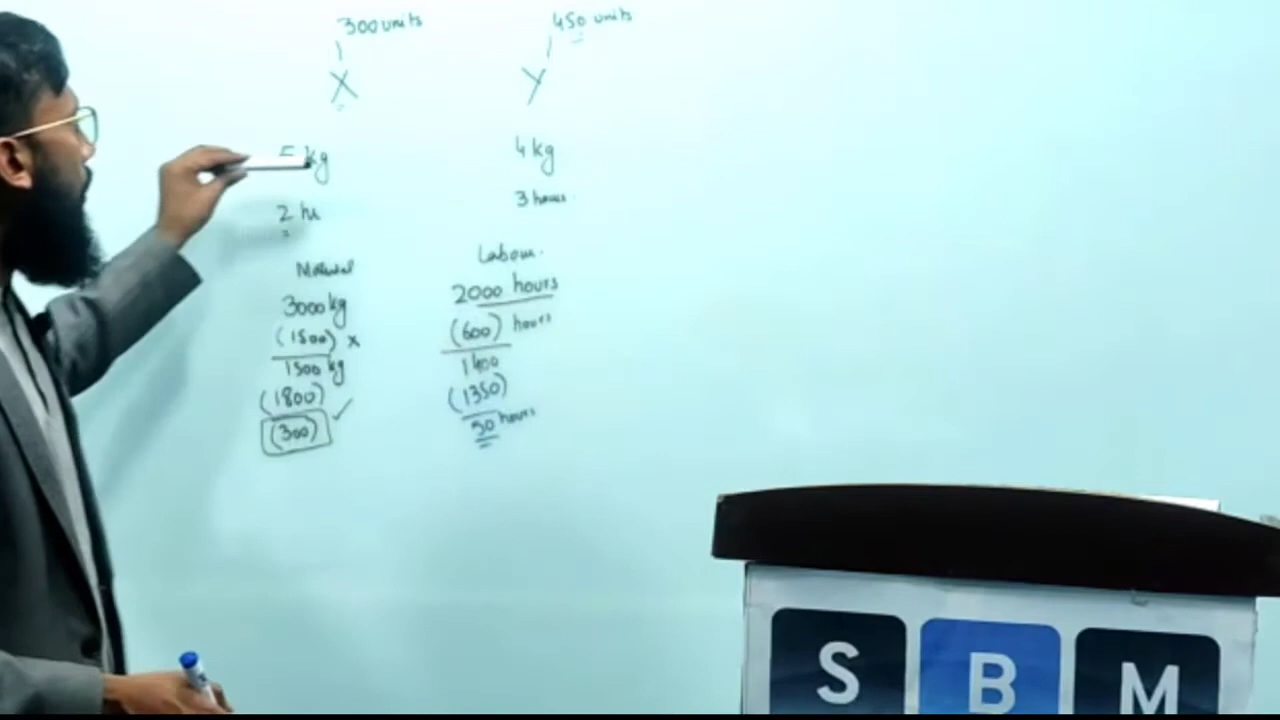 300 units
450 units
X
Y
5 kg
4 kg
2 hr
3 hours
Material
Labour.
3000 kg
2000 hours
(1500) x
(600) hours
1500 kg
1400
(1800)
(1350)
(300) ✓
50 hours
S B M